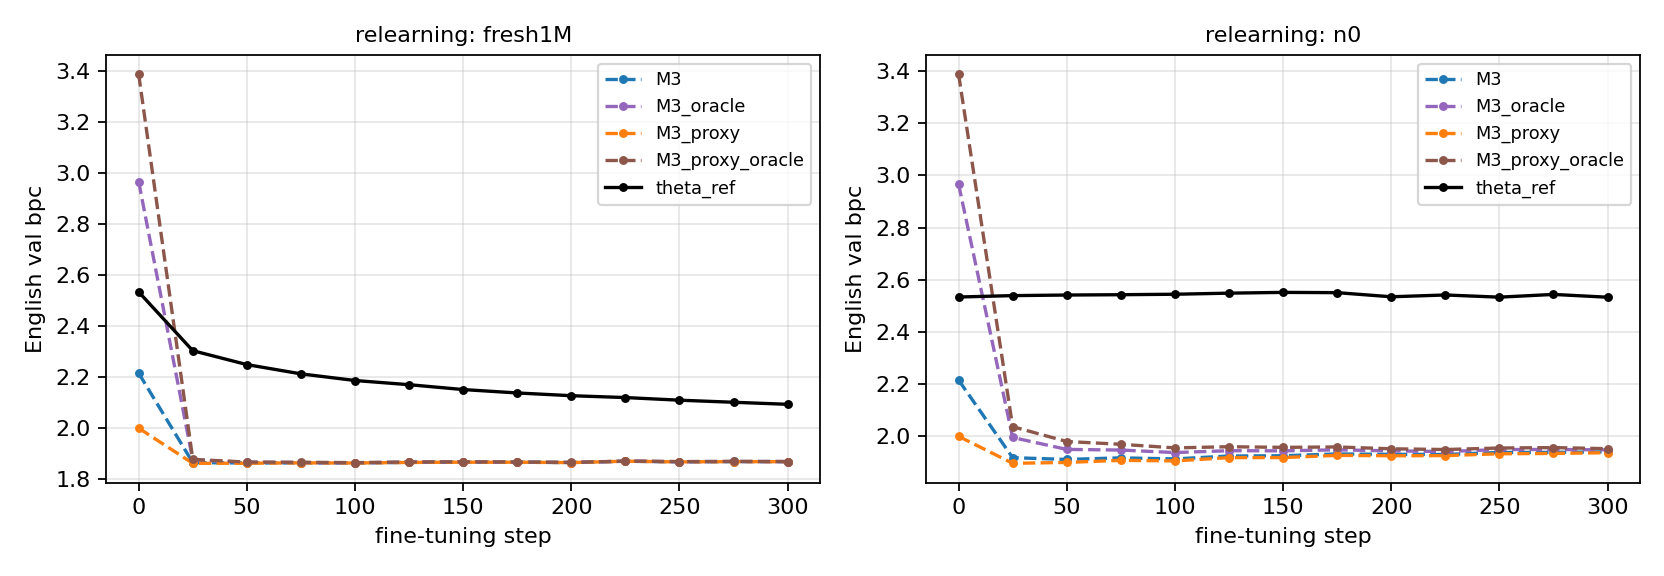 relearning: fresh1M
English val bpc
3.4
3.2
3.0
2.8
2.6
2.4
2.2
2.0
1.8
M3
M3_oracle
M3_proxy
M3_proxy_oracle
theta_ref
0
50
100
150
200
250
300
fine-tuning step
relearning: n0
English val bpc
3.4
3.2
3.0
2.8
2.6
2.4
2.2
2.0
M3
M3_oracle
M3_proxy
M3_proxy_oracle
theta_ref
0
50
100
150
200
250
300
fine-tuning step